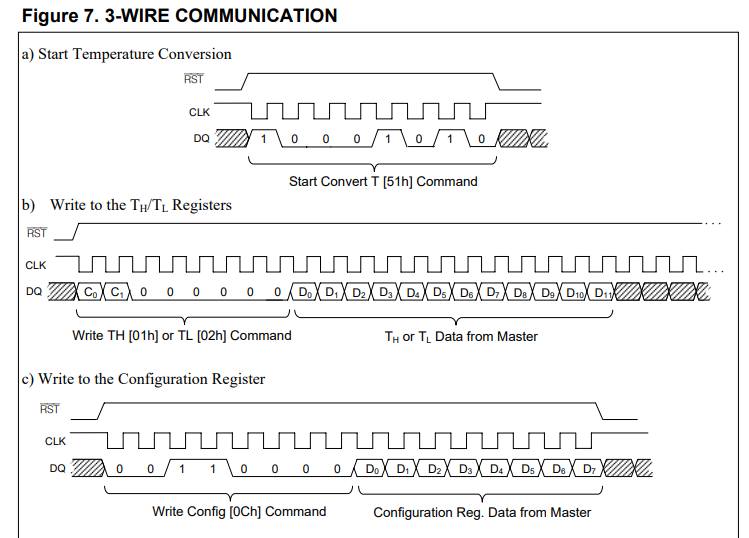 Figure 7. 3-WIRE COMMUNICATION
a) Start Temperature Conversion
RST
CLK
DQ 1 0 0 0 1 0 1 0
Start Convert T [51h] Command
b) Write to the TH/TL Registers
RST
CLK
DQ C0 C1 0 0 0 0 0 0 D0 D1 D2 D3 D4 D5 D6 D7 D8 D9 D10 D11
Write TH [01h] or TL [02h] Command TH or TL Data from Master
c) Write to the Configuration Register
RST
CLK
DQ 0 0 1 1 0 0 0 0 D0 D1 D2 D3 D4 D5 D6 D7
Write Config [0Ch] Command Configuration Reg. Data from Master